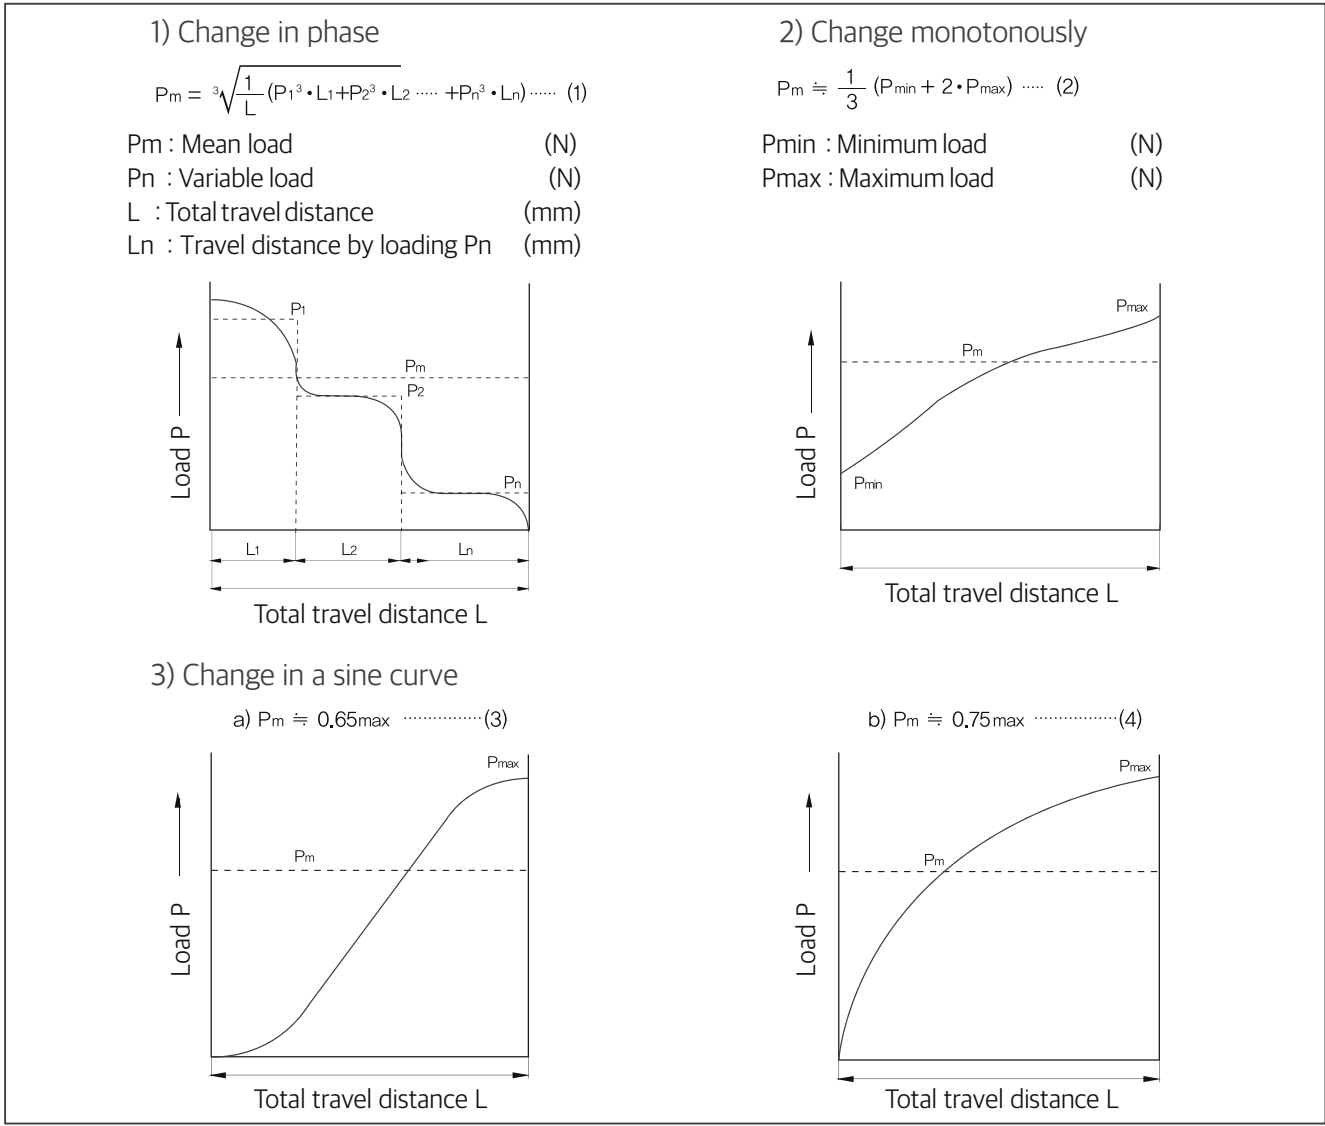 1) Change in phase
Pm = ³√ 1/L (P1³・L1+P2³・L2 ····· +Pn³・Ln)······ (1)
Pm : Mean load (N)
Pn : Variable load (N)
L : Total travel distance (mm)
Ln : Travel distance by loading Pn (mm)
P1
Pm
P2
Pn
Load P
L1 L2 Ln
Total travel distance L
2) Change monotonously
Pm ≒ 1/3 (Pmin + 2・Pmax) ····· (2)
Pmin : Minimum load (N)
Pmax : Maximum load (N)
Pmax
Pm
Pmin
Load P
Total travel distance L
3) Change in a sine curve
a) Pm ≒ 0.65max ···············(3)
Pmax
Pm
Load P
Total travel distance L
b) Pm ≒ 0.75max ················(4)
Pmax
Pm
Load P
Total travel distance L